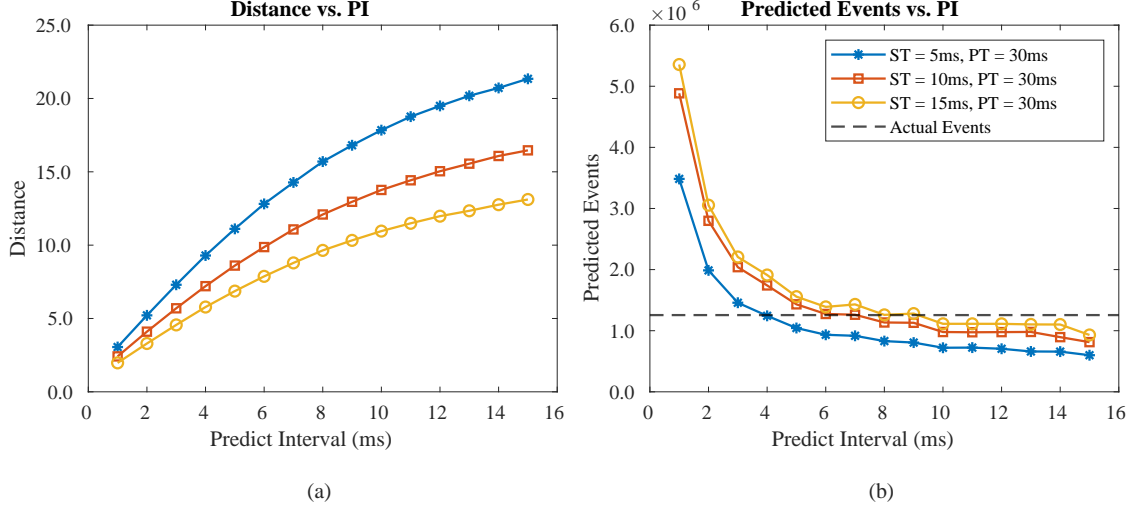 Distance vs. PI
25.0
20.0
15.0
10.0
5.0
0.0
Distance
0 2 4 6 8 10 12 14 16
Predict Interval (ms)
(a)
Predicted Events vs. PI
× 10 6
6.0
5.0
4.0
3.0
2.0
1.0
0.0
Predicted Events
ST = 5ms, PT = 30ms
ST = 10ms, PT = 30ms
ST = 15ms, PT = 30ms
Actual Events
0 2 4 6 8 10 12 14 16
Predict Interval (ms)
(b)